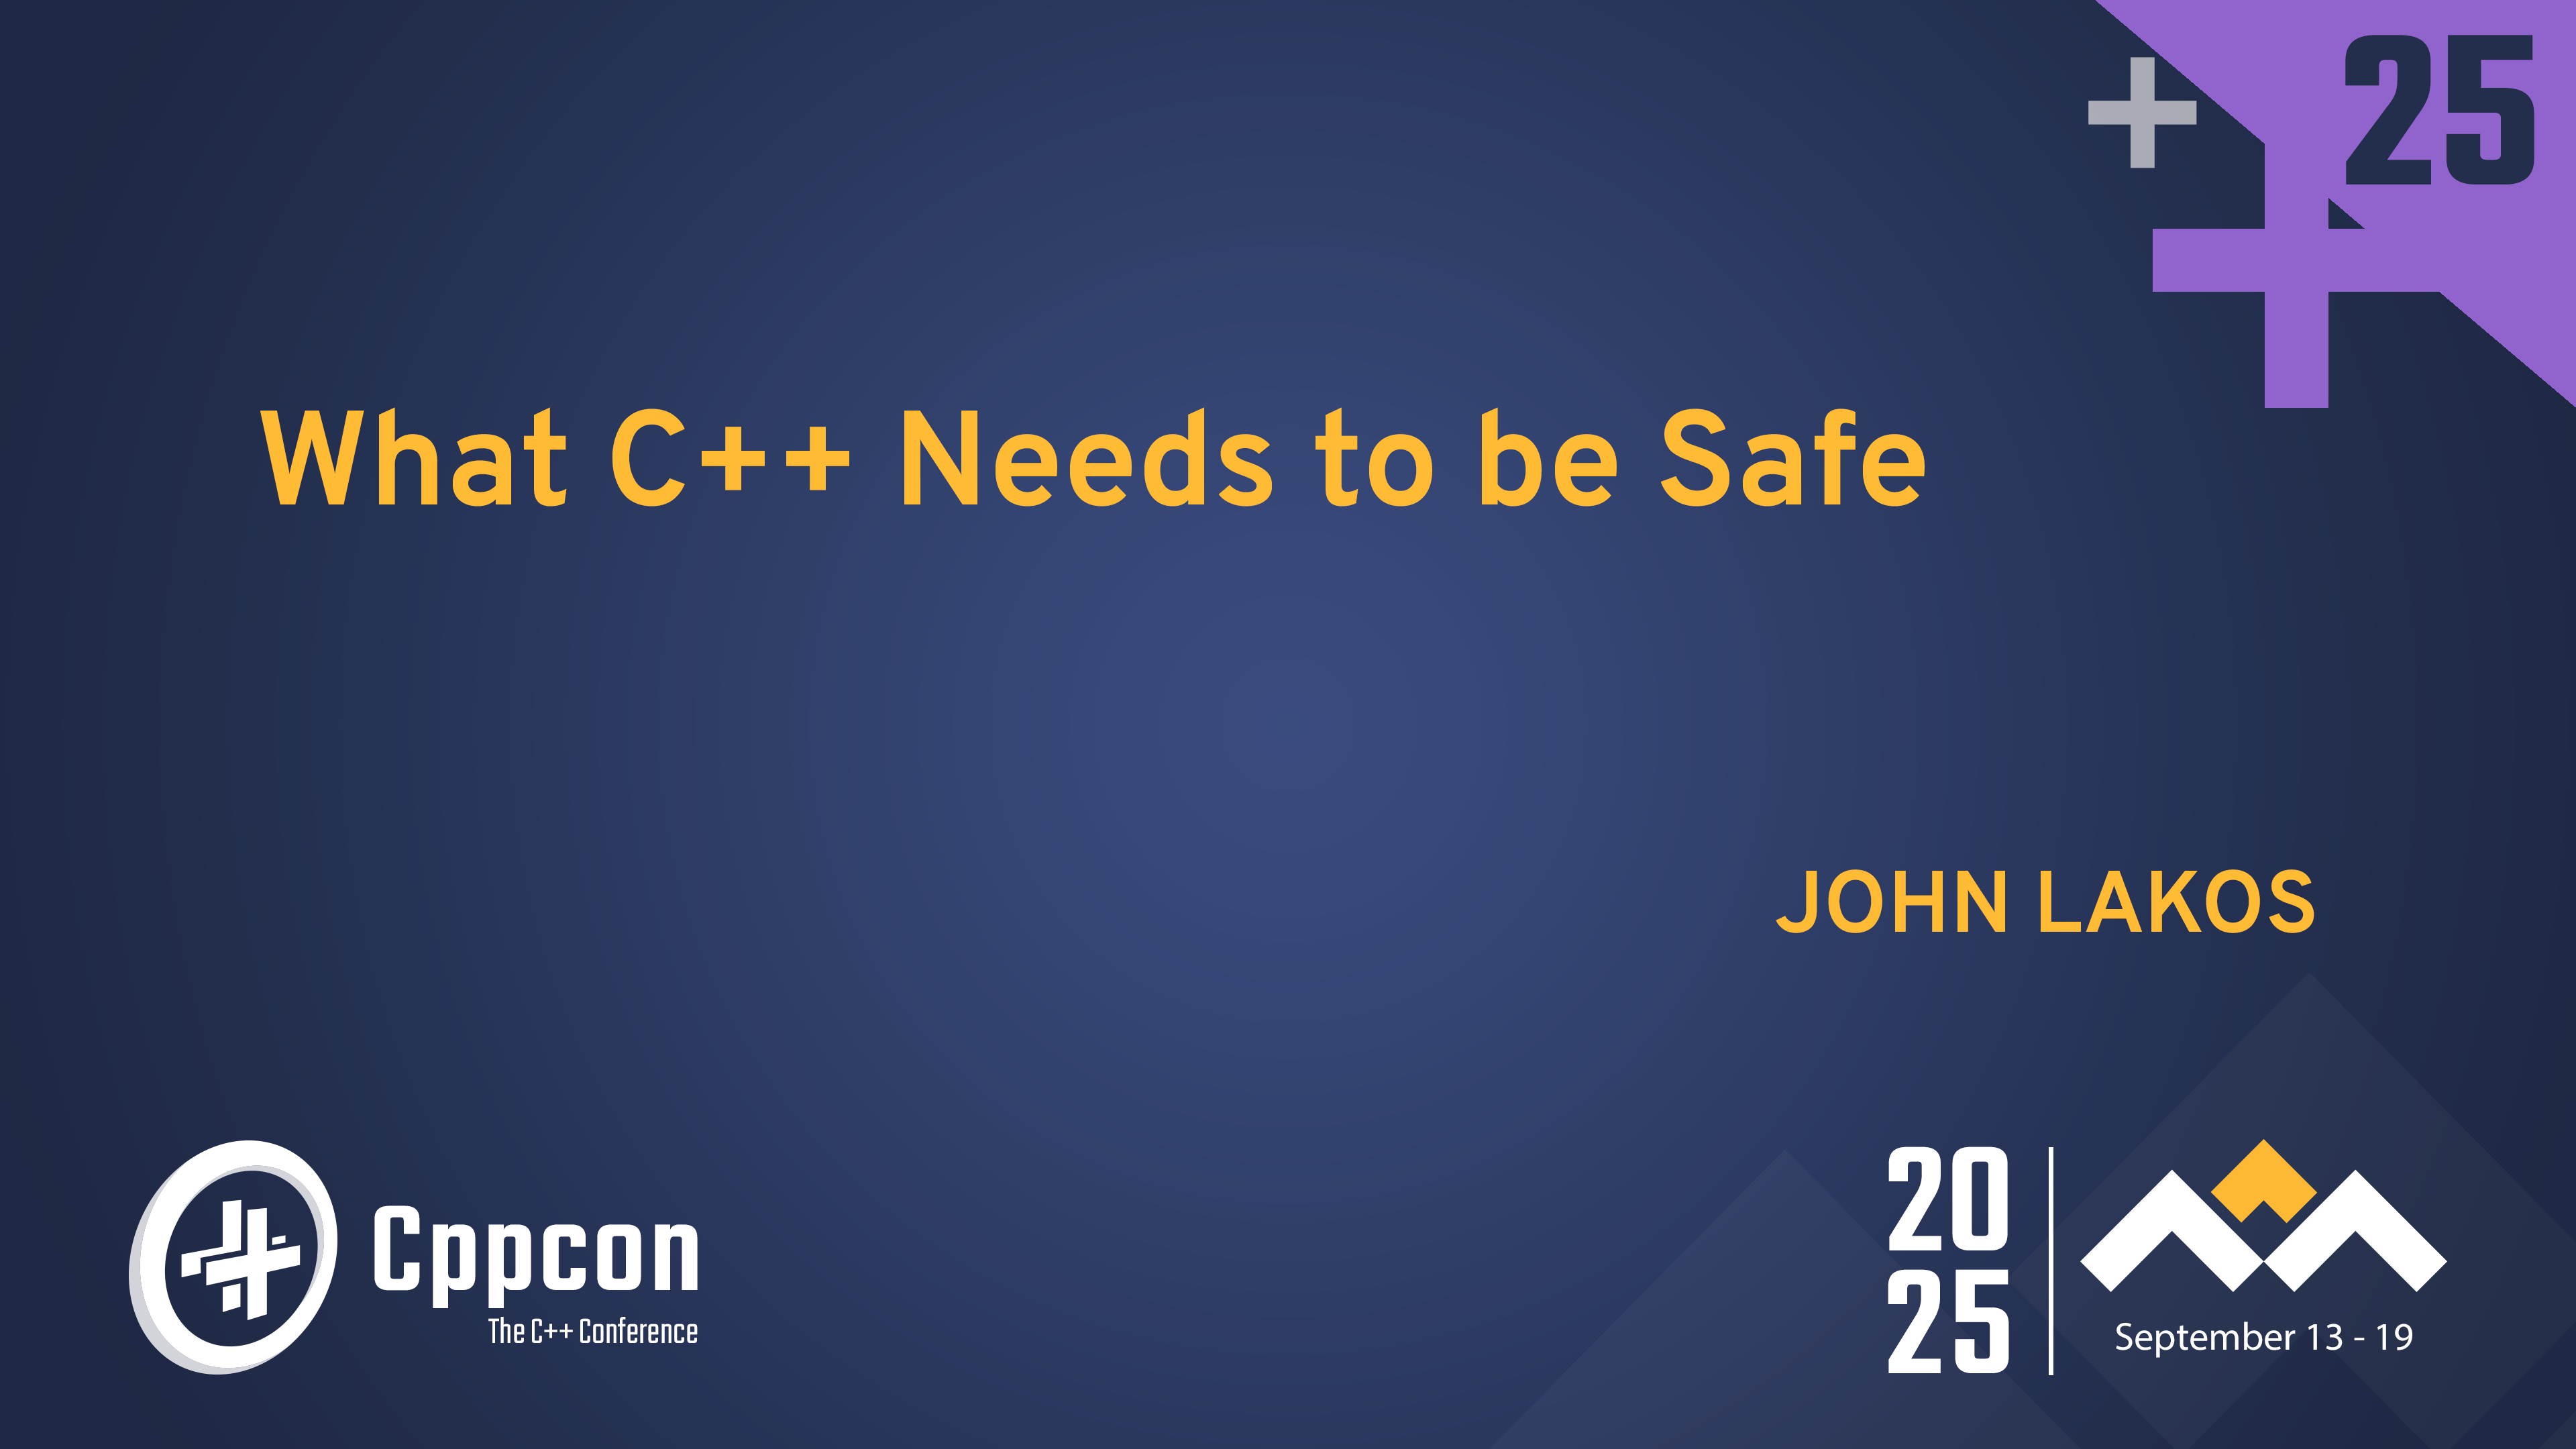 25
What C++ Needs to be Safe
JOHN LAKOS
Cppcon
The C++ Conference
20
25
September 13 - 19